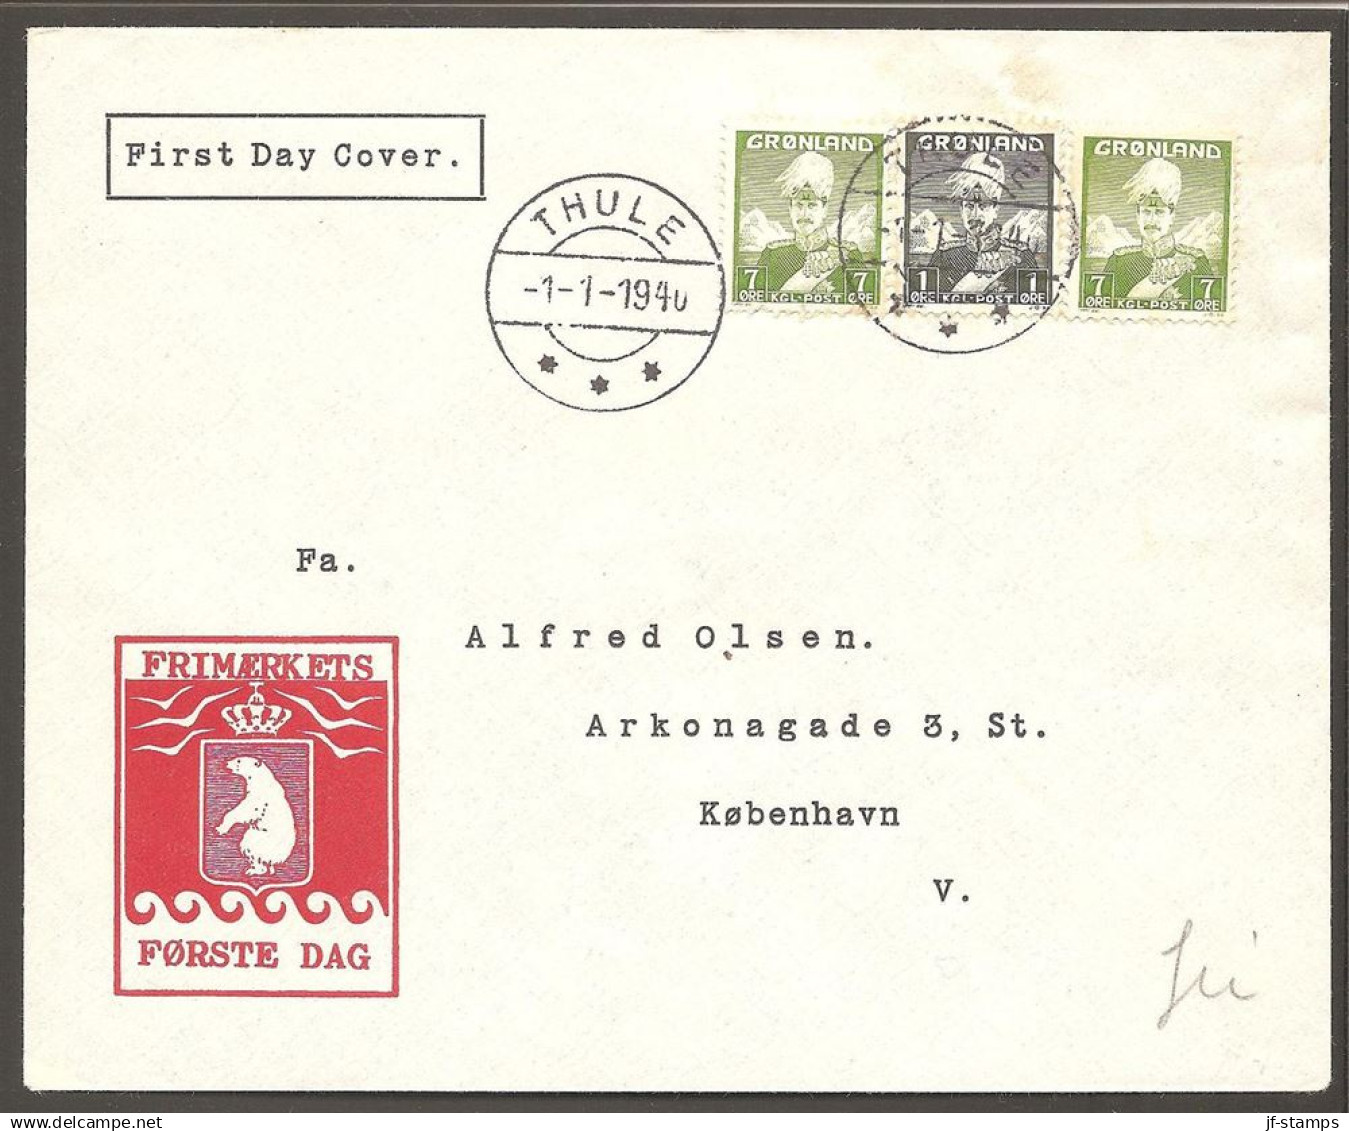 First Day Cover.
THULE
-1-1-1940
GRØNLAND
7 7
ØRE KGL-POST ØRE
GRØNLAND
1 1
ØRE KGL-POST ØRE
GRØNLAND
7 7
ØRE KGL-POST ØRE
Fa.
Alfred Olsen.
Arkonagade 3, St.
København
V.
FRIMÆRKETS
FØRSTE DAG
jf-stamps